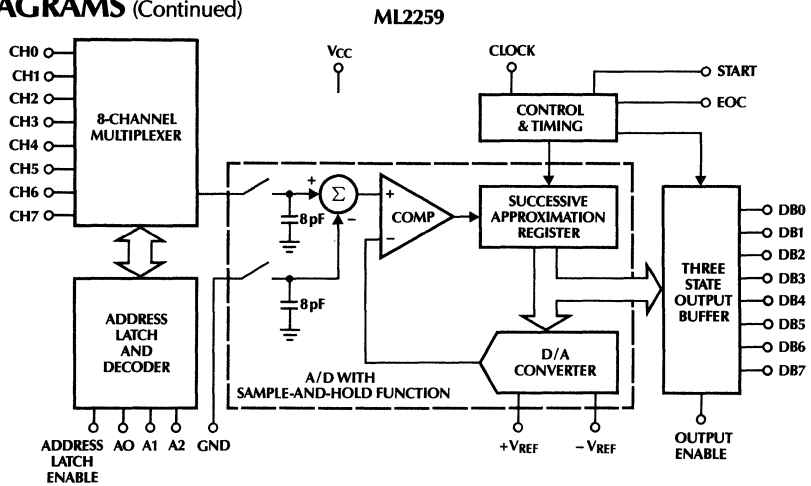 AGRAMS (Continued)
ML2259
CH0
CH1
CH2
CH3
CH4
CH5
CH6
CH7
8-CHANNEL
MULTIPLEXER
VCC
CLOCK
START
EOC
CONTROL
& TIMING
+
Σ
−
8pF
8pF
+
COMP
−
SUCCESSIVE
APPROXIMATION
REGISTER
THREE
STATE
OUTPUT
BUFFER
DB0
DB1
DB2
DB3
DB4
DB5
DB6
DB7
ADDRESS
LATCH
AND
DECODER
D/A
CONVERTER
A/D WITH
SAMPLE-AND-HOLD FUNCTION
ADDRESS
LATCH
ENABLE
AO A1 A2 GND
+VREF
−VREF
OUTPUT
ENABLE